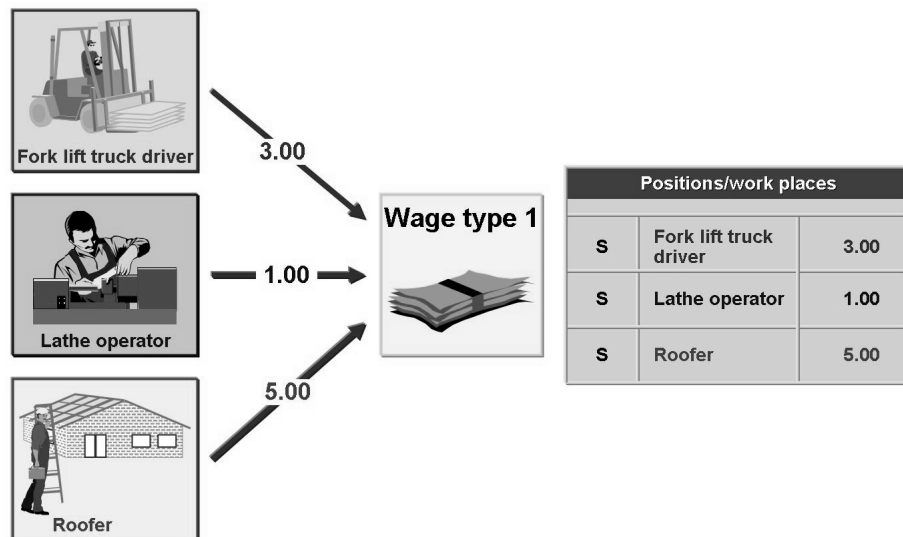 Fork lift truck driver
3.00
Wage type 1
Lathe operator
1.00
Roofer
5.00
Positions/work places
S Fork lift truck driver 3.00
S Lathe operator 1.00
S Roofer 5.00